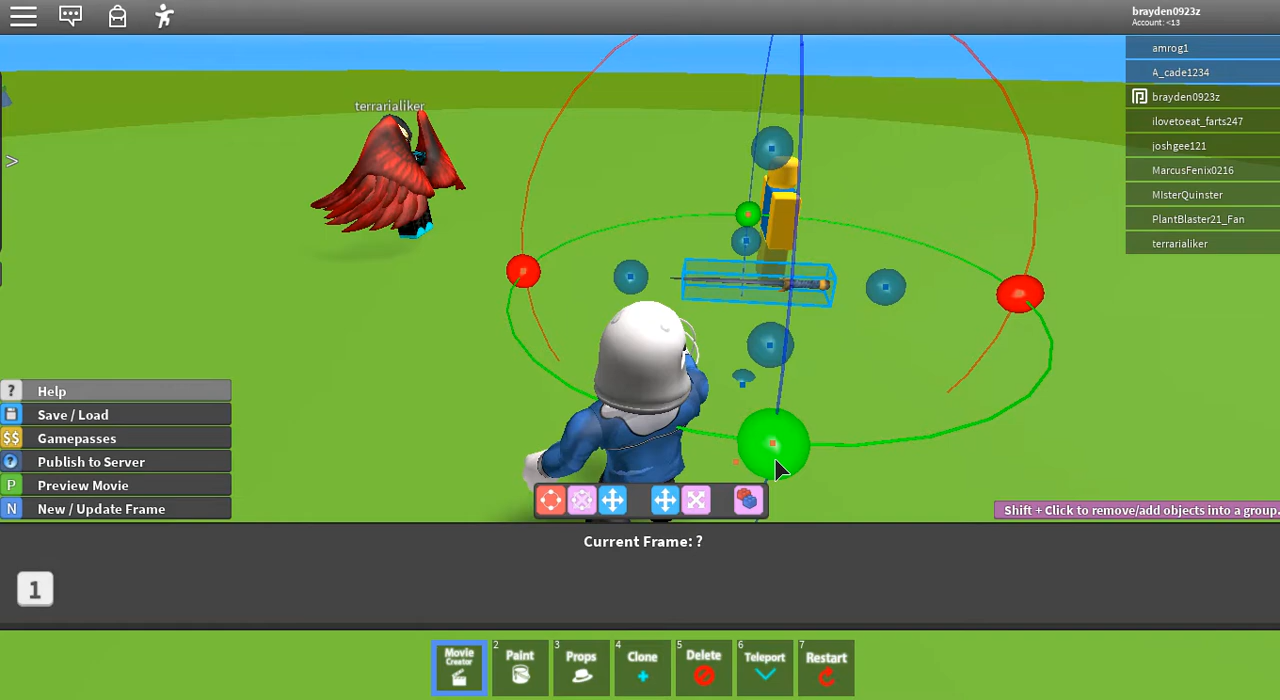 brayden0923z
Account: <13
amrog1
A_cade1234
brayden0923z
ilovetoeat_farts247
joshgee121
MarcusFenix0216
MIsterQuinster
PlantBlaster21_Fan
terrarialiker
terrarialiker
>
? Help
Save / Load
$$ Gamepasses
Publish to Server
P Preview Movie
N New / Update Frame
Shift + Click to remove/add objects into a group.
Current Frame: ?
1
Movie Creator
2 Paint
3 Props
4 Clone
5 Delete
6 Teleport
7 Restart